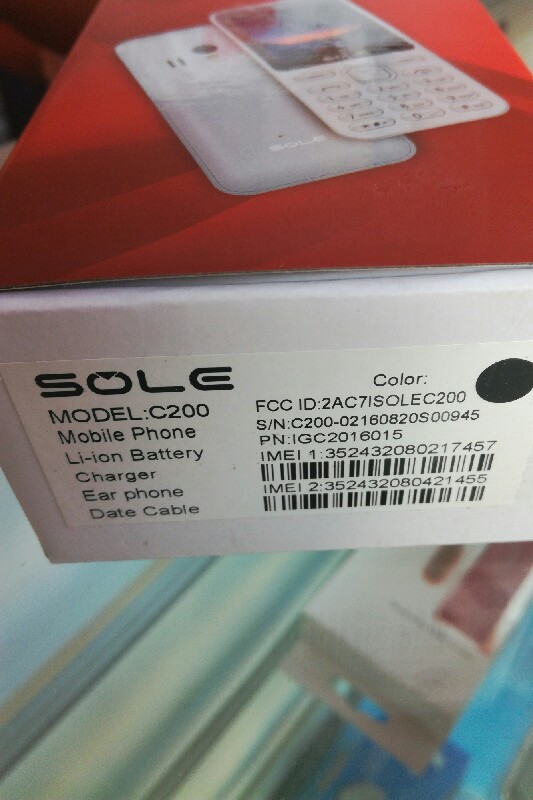 SOLE
SOLE
MODEL:C200
Mobile Phone
Li-ion Battery
Charger
Ear phone
Date Cable
Color:
FCC ID:2AC7ISOLEC200
S/N:C200-02160820S00945
PN:IGC2016015
IMEI 1:352432080217457
IMEI 2:352432080421455